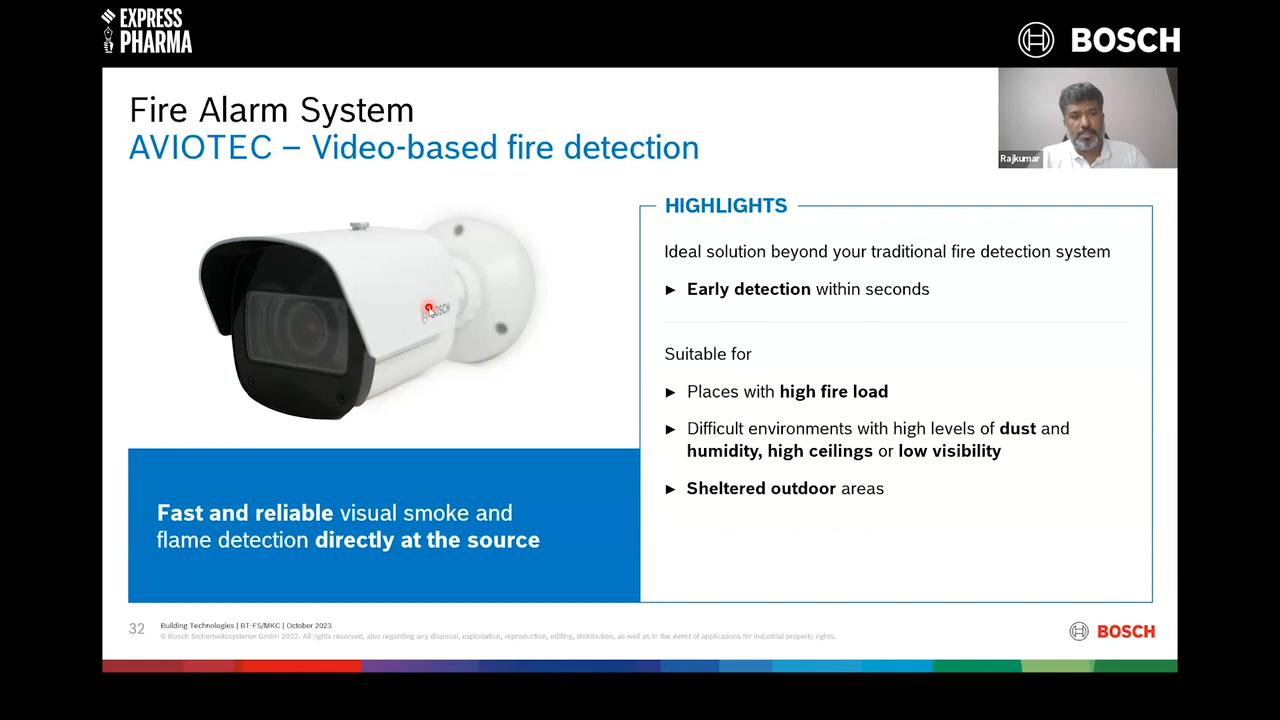 EXPRESS
PHARMA
BOSCH
Fire Alarm System
AVIOTEC – Video-based fire detection
Rajkumar
BOSCH
HIGHLIGHTS
Ideal solution beyond your traditional fire detection system
► Early detection within seconds
Suitable for
► Places with high fire load
► Difficult environments with high levels of dust and
humidity, high ceilings or low visibility
► Sheltered outdoor areas
Fast and reliable visual smoke and
flame detection directly at the source
32
Building Technologies | BT-FS/MKC | October 2023
© Bosch Sicherheitssysteme GmbH 2022. All rights reserved, also regarding any disposal, exploitation, reproduction, editing, distribution, as well as in the event of applications for industrial property rights.
BOSCH